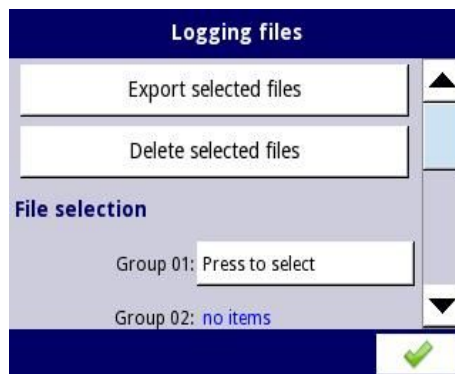 Logging files
Export selected files
Delete selected files
File selection
Group 01: Press to select
Group 02: no items